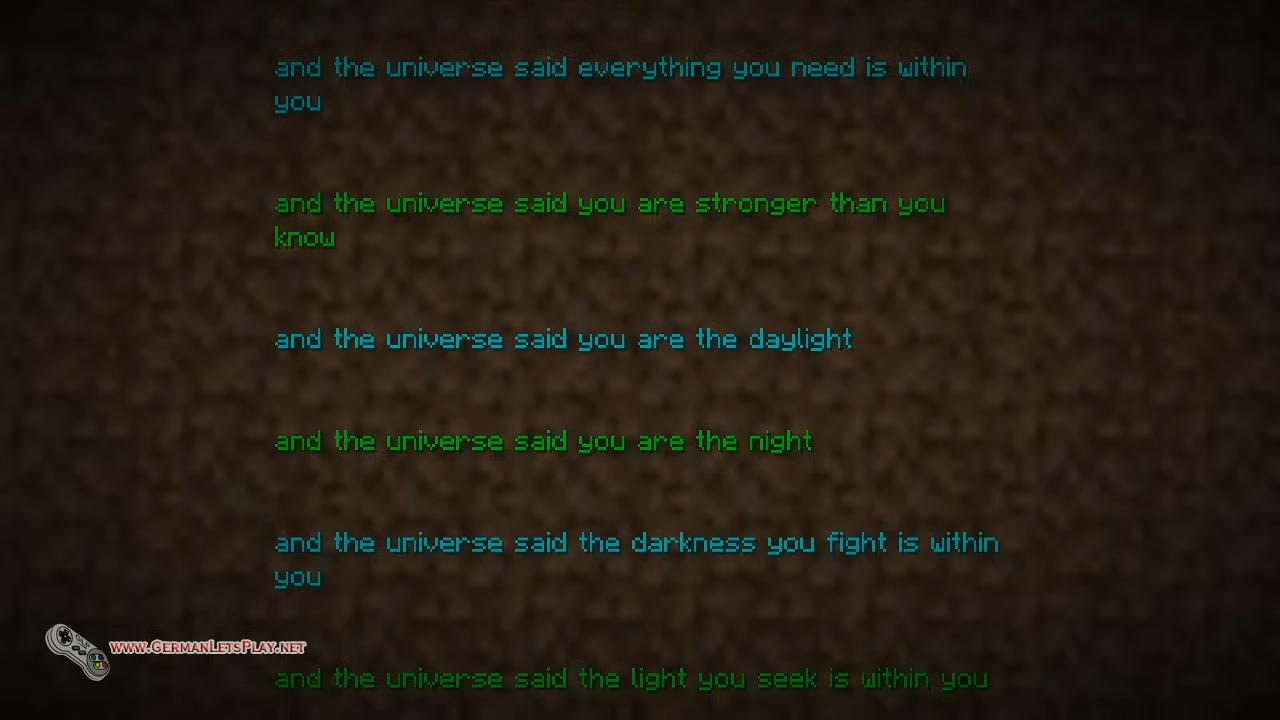 and the universe said everything you need is within
you
and the universe said you are stronger than you
know
and the universe said you are the daylight
and the universe said you are the night
and the universe said the darkness you fight is within
you
www.GermanLetsPlay.net
and the universe said the light you seek is within you